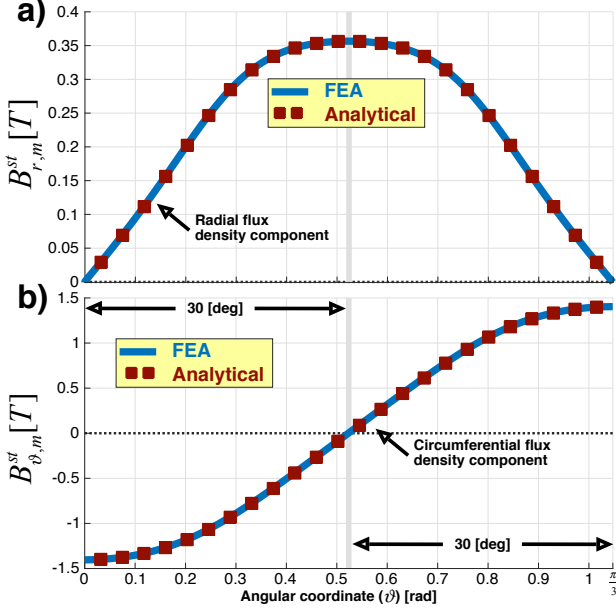 a)
0.4
0.35
0.3
0.25
0.2
0.15
0.1
0.05
0
B^{st}_{r,m}[T]
FEA
Analytical
Radial flux
density component
b)
1.5
1
0.5
0
-0.5
-1
-1.5
B^{st}_{ϑ,m}[T]
30 [deg]
FEA
Analytical
Circumferential flux
density component
30 [deg]
0 0.1 0.2 0.3 0.4 0.5 0.6 0.7 0.8 0.9 1
Angular coordinate (ϑ) [rad]